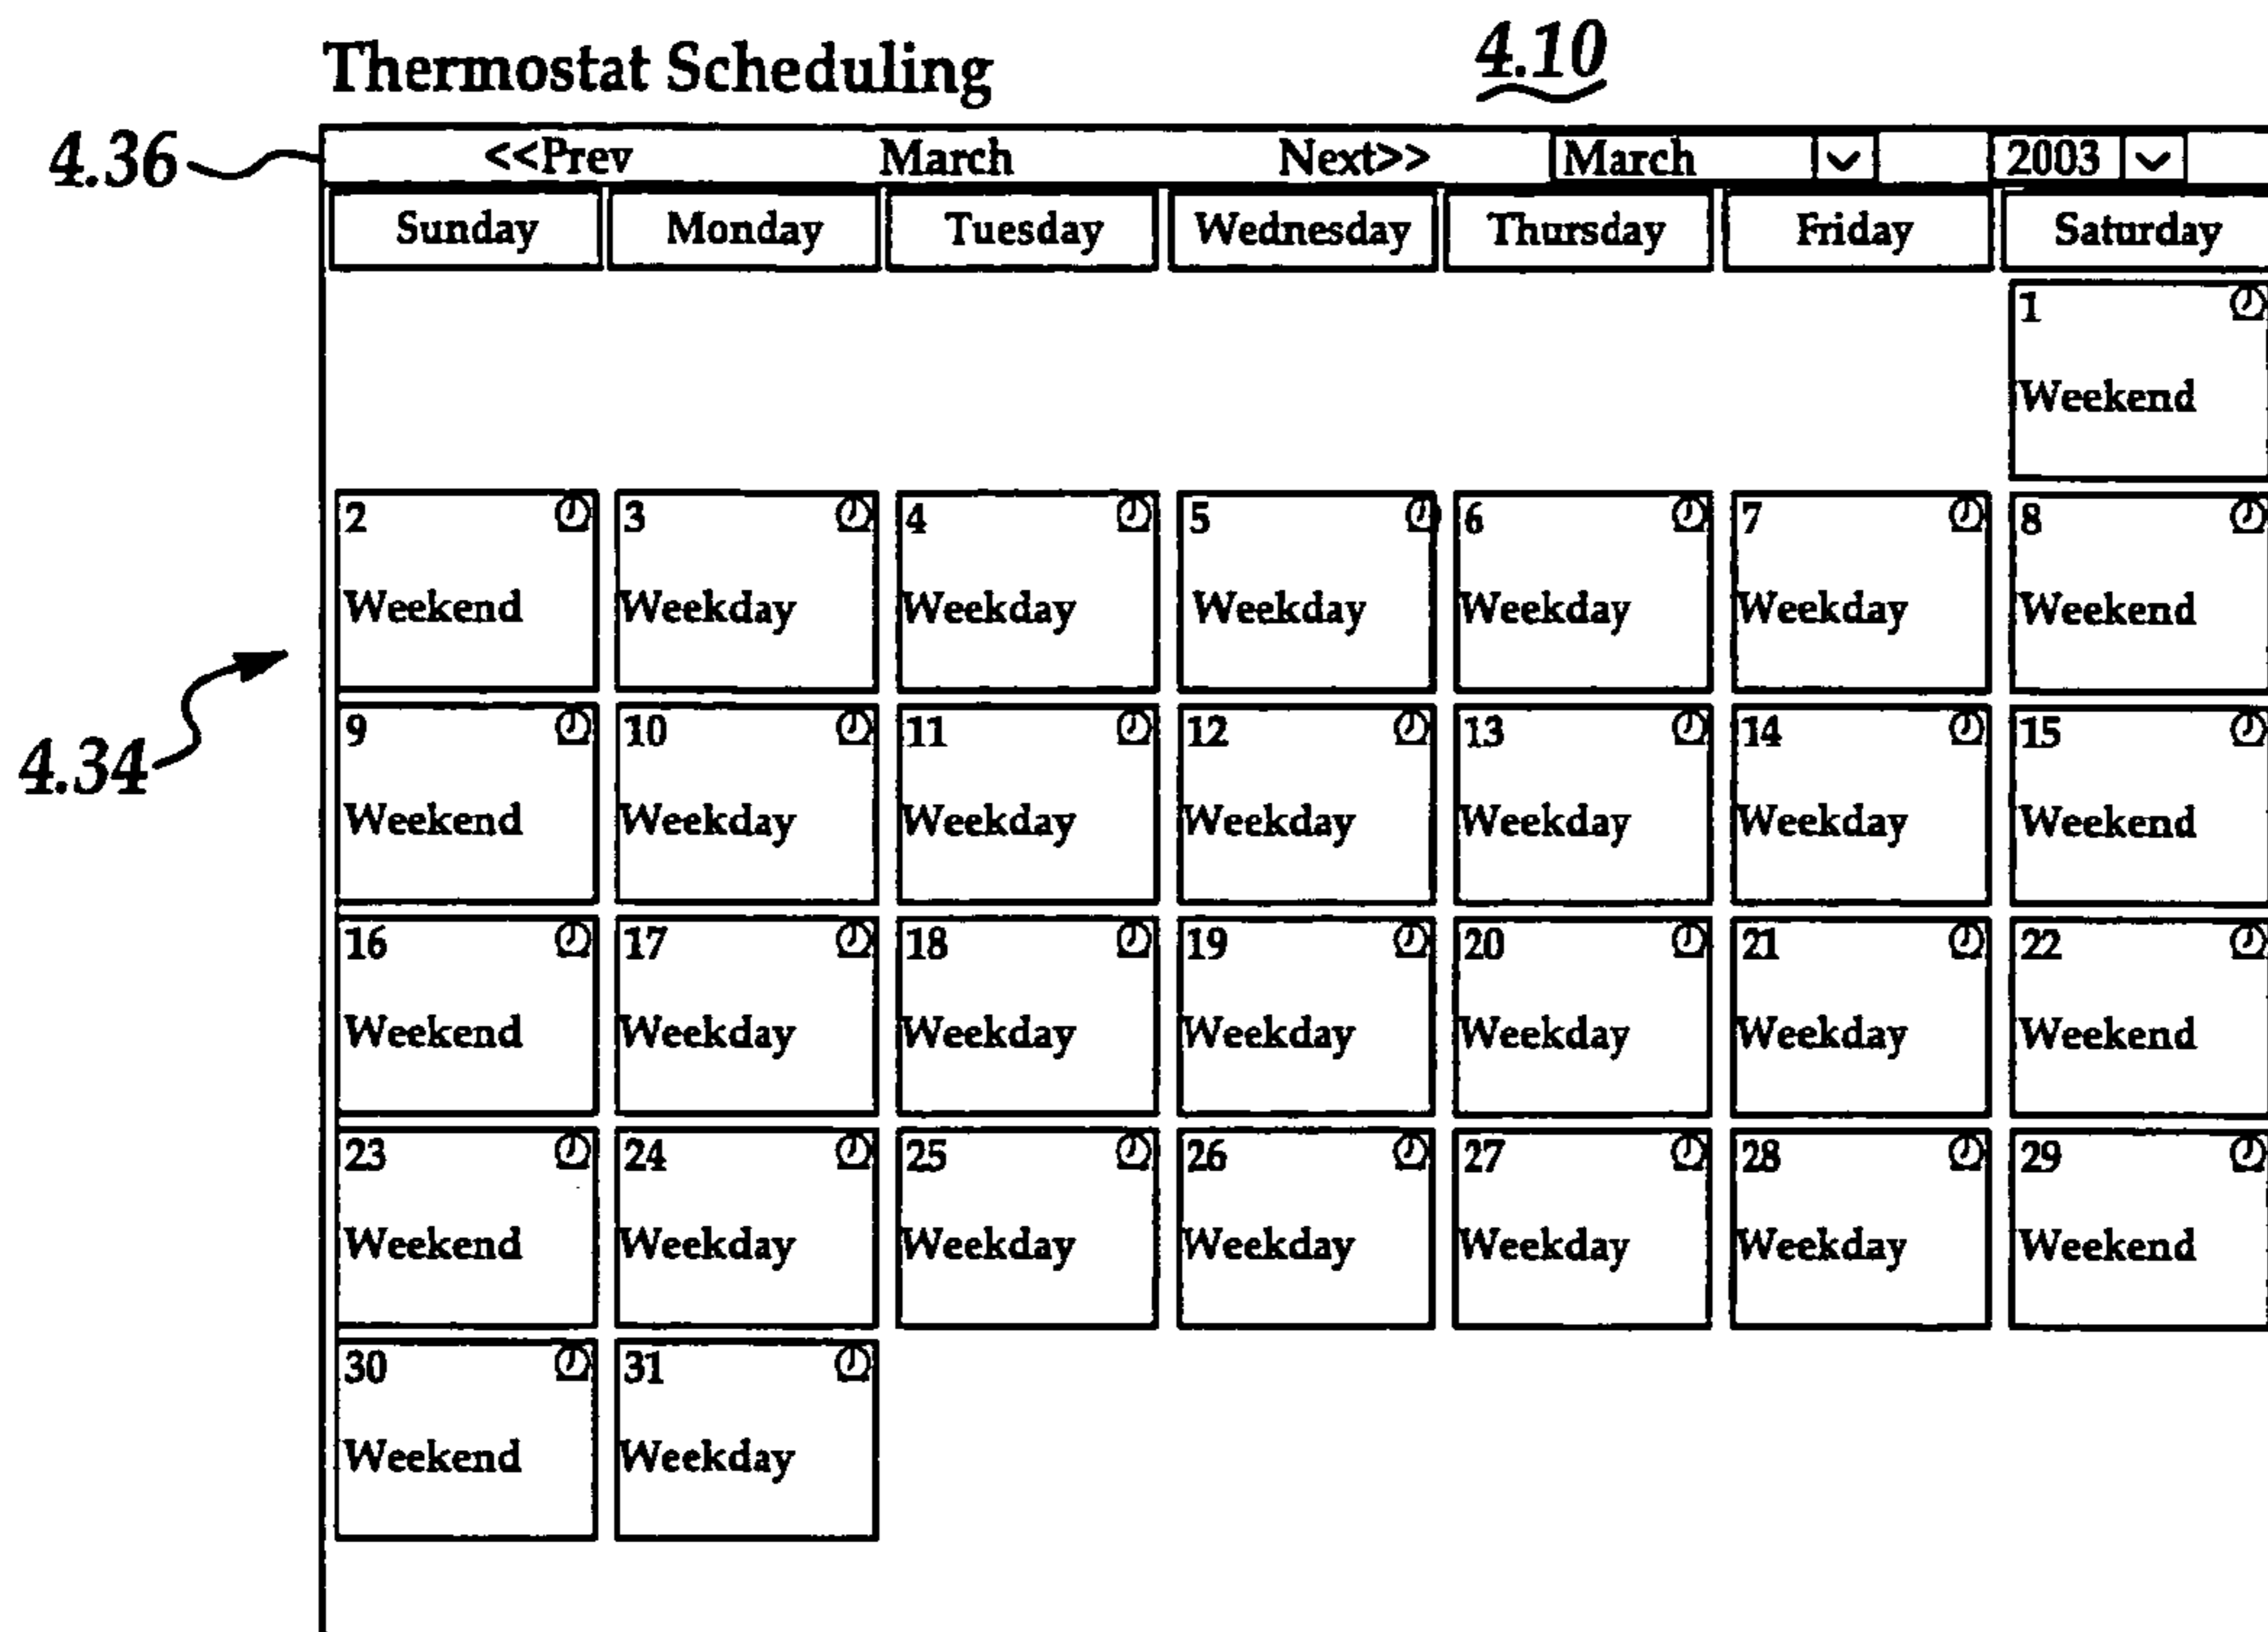 Thermostat Scheduling 4.10
4.36 <<Prev March Next>> March 2003
Sunday Monday Tuesday Wednesday Thursday Friday Saturday
1
Weekend
2 3 4 5 6 7 8
Weekend Weekday Weekday Weekday Weekday Weekday Weekend
4.34
9 10 11 12 13 14 15
Weekend Weekday Weekday Weekday Weekday Weekday Weekend
16 17 18 19 20 21 22
Weekend Weekday Weekday Weekday Weekday Weekday Weekend
23 24 25 26 27 28 29
Weekend Weekday Weekday Weekday Weekday Weekday Weekend
30 31
Weekend Weekday